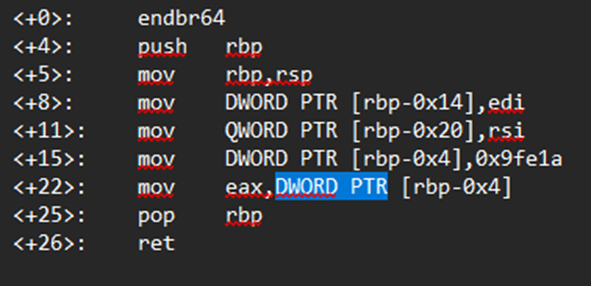 <+0>: endbr64
<+4>: push rbp
<+5>: mov rbp,rsp
<+8>: mov DWORD PTR [rbp-0x14],edi
<+11>: mov QWORD PTR [rbp-0x20],rsi
<+15>: mov DWORD PTR [rbp-0x4],0x9fe1a
<+22>: mov eax,DWORD PTR [rbp-0x4]
<+25>: pop rbp
<+26>: ret